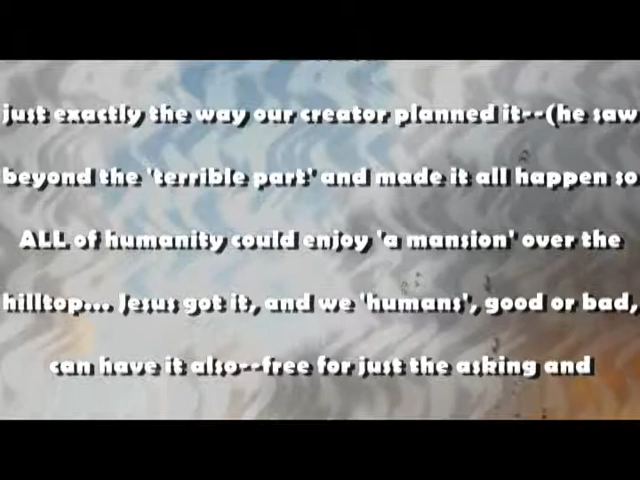 just exactly the way our creator planned it--(he saw
beyond the 'terrible part' and made it all happen so
ALL of humanity could enjoy 'a mansion' over the
hilltop... Jesus got it, and we 'humans', good or bad,
can have it also--free for just the asking and